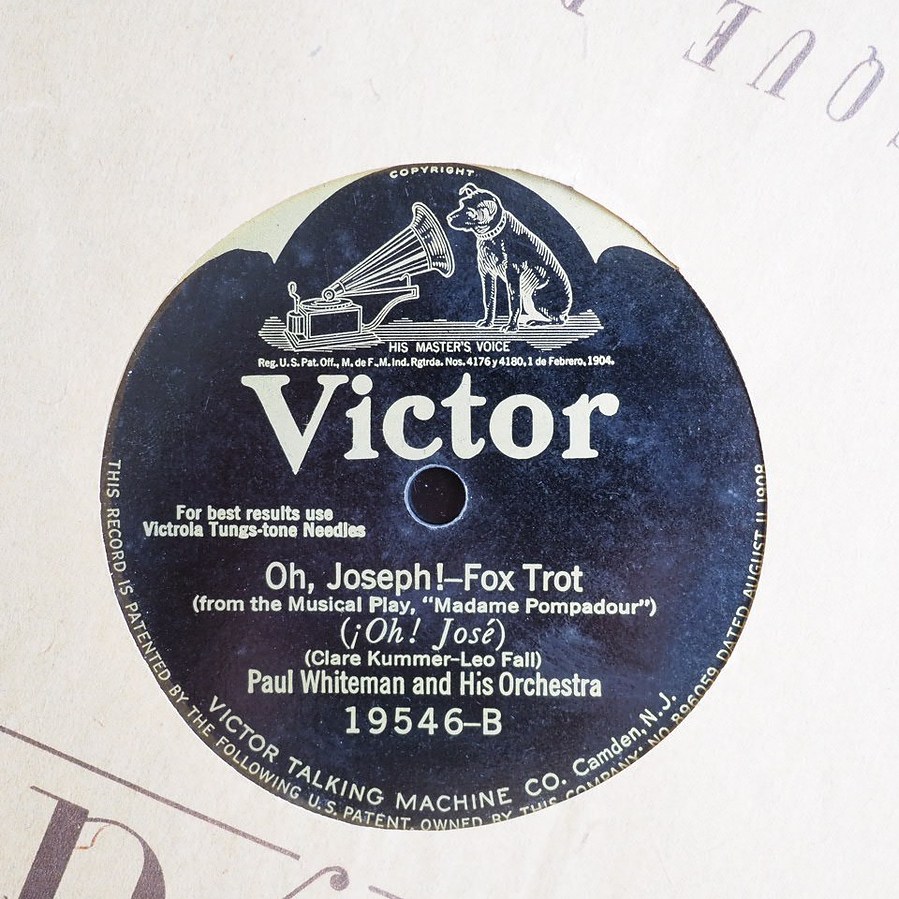 QUE
COPYRIGHT
HIS MASTER'S VOICE
Reg. U.S. Pat. Off., M. de F., M. Ind. Rgtrda. Nos. 4176 y 4180, 1 de Febrero, 1904.
Victor
For best results use
Victrola Tungs-tone Needles
Oh, Joseph!–Fox Trot
(from the Musical Play, "Madame Pompadour")
(¡Oh! José)
(Clare Kummer–Leo Fall)
Paul Whiteman and His Orchestra
19546–B
VICTOR TALKING MACHINE CO. Camden, N.J.
THIS RECORD IS PATENTED BY THE FOLLOWING U.S. PATENT, OWNED BY THIS COMPANY: NO. 896059 DATED AUGUST 11 1908